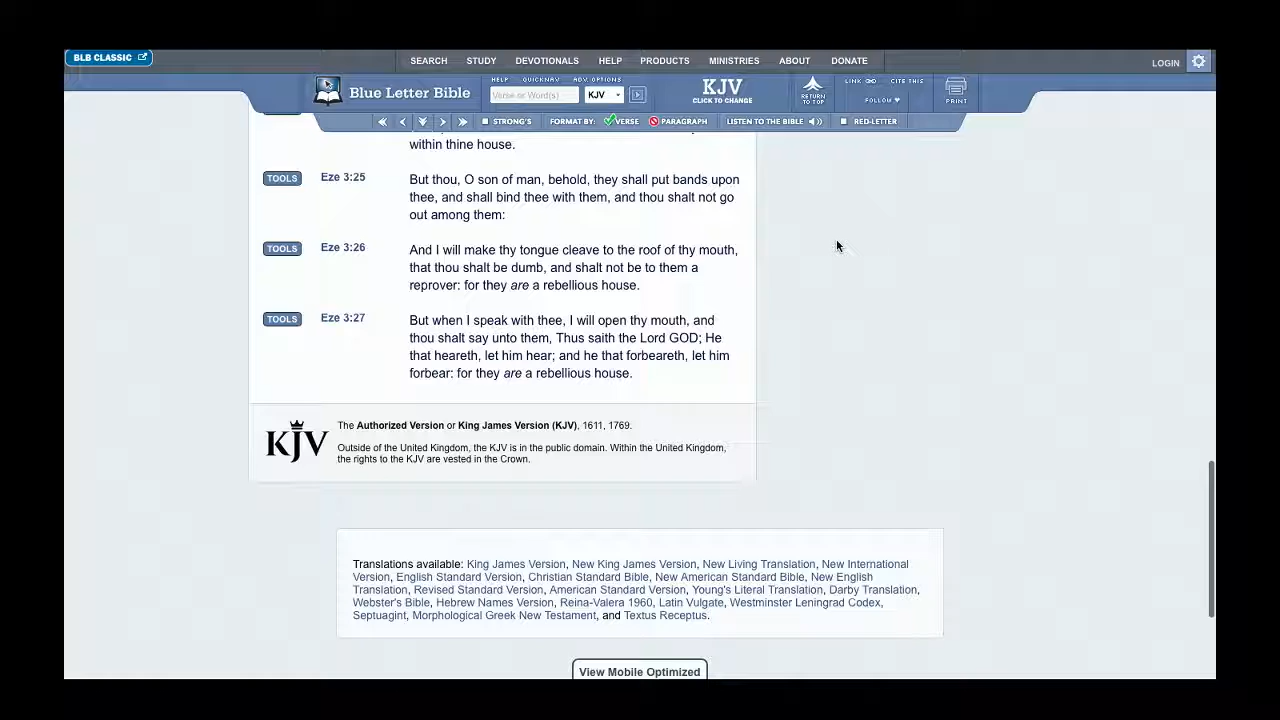 BLB CLASSIC
SEARCH STUDY DEVOTIONALS HELP PRODUCTS MINISTRIES ABOUT DONATE
LOGIN
HELP QUICKNAV ADV. OPTIONS
Blue Letter Bible
Verse or Word(s)
KJV
KJV
CLICK TO CHANGE
RETURN
TO TOP
LINK CITE THIS
FOLLOW
PRINT
STRONG'S FORMAT BY: VERSE PARAGRAPH LISTEN TO THE BIBLE RED-LETTER
within thine house.
TOOLS Eze 3:25 But thou, O son of man, behold, they shall put bands upon
thee, and shall bind thee with them, and thou shalt not go
out among them:
TOOLS Eze 3:26 And I will make thy tongue cleave to the roof of thy mouth,
that thou shalt be dumb, and shalt not be to them a
reprover: for they are a rebellious house.
TOOLS Eze 3:27 But when I speak with thee, I will open thy mouth, and
thou shalt say unto them, Thus saith the Lord GOD; He
that heareth, let him hear; and he that forbeareth, let him
forbear: for they are a rebellious house.
KJV
The Authorized Version or King James Version (KJV), 1611, 1769.
Outside of the United Kingdom, the KJV is in the public domain. Within the United Kingdom,
the rights to the KJV are vested in the Crown.
Translations available: King James Version, New King James Version, New Living Translation, New International
Version, English Standard Version, Christian Standard Bible, New American Standard Bible, New English
Translation, Revised Standard Version, American Standard Version, Young's Literal Translation, Darby Translation,
Webster's Bible, Hebrew Names Version, Reina-Valera 1960, Latin Vulgate, Westminster Leningrad Codex,
Septuagint, Morphological Greek New Testament, and Textus Receptus.
View Mobile Optimized